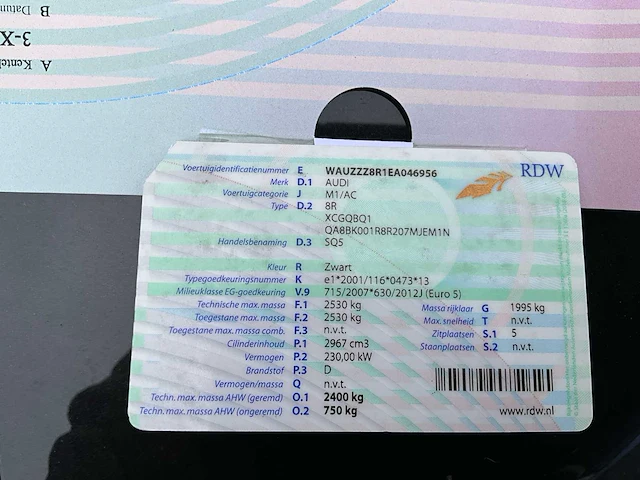 B Datum
3-X
A Kente
RDW
Voertuigidentificatienummer E WAUZZZ8R1EA046956
Merk D.1 AUDI
Voertuigcategorie J M1/AC
Type D.2 8R
XCGQBQ1
QA8BK001R8R207MJEM1N
Handelsbenaming D.3 SQ5
Kleur R Zwart
Typegoedkeuringsnummer K e1*2001/116*0473*13
Milieuklasse EG-goedkeuring V.9 715/2007*630/2012J (Euro 5)
Technische max. massa F.1 2530 kg Massa rijklaar G 1995 kg
Toegestane max. massa F.2 2530 kg Max. snelheid T n.v.t.
Toegestane max. massa comb. F.3 n.v.t. Zitplaatsen S.1 5
Cilinderinhoud P.1 2967 cm3 Staanplaatsen S.2 n.v.t.
Vermogen P.2 230,00 kW
Brandstof P.3 D
Vermogen/massa Q n.v.t.
Techn. max. massa AHW (geremd) O.1 2400 kg
Techn. max. massa AHW (ongeremd) O.2 750 kg www.rdw.nl